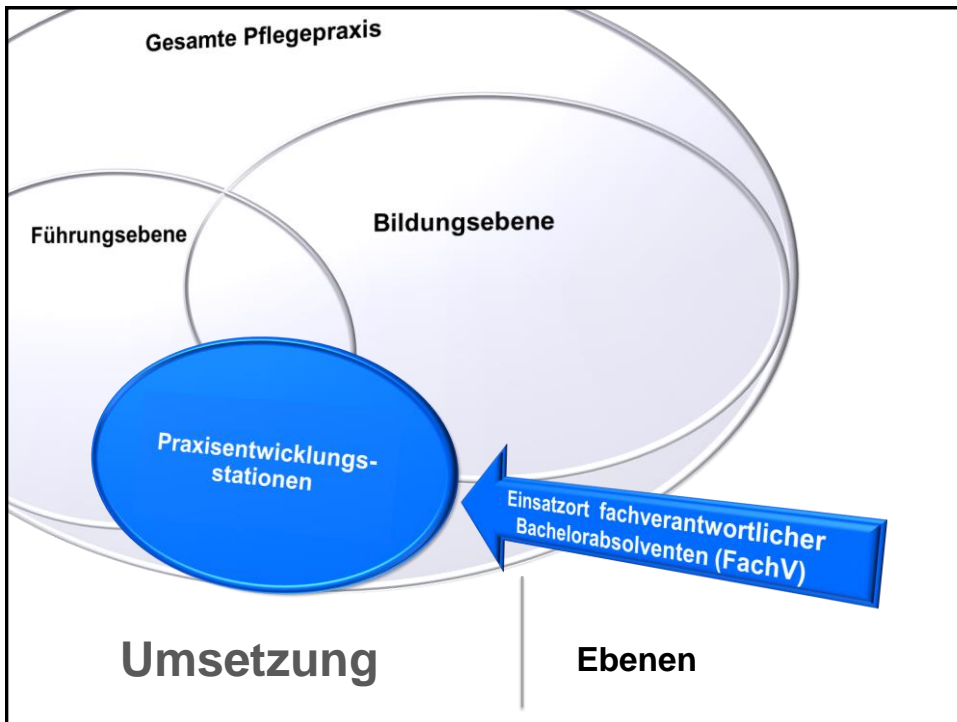 Gesamte Pflegepraxis
Führungsebene
Bildungsebene
Praxisentwicklungs-
stationen
Einsatzort fachverantwortlicher
Bachelorabsolventen (FachV)
Umsetzung
Ebenen